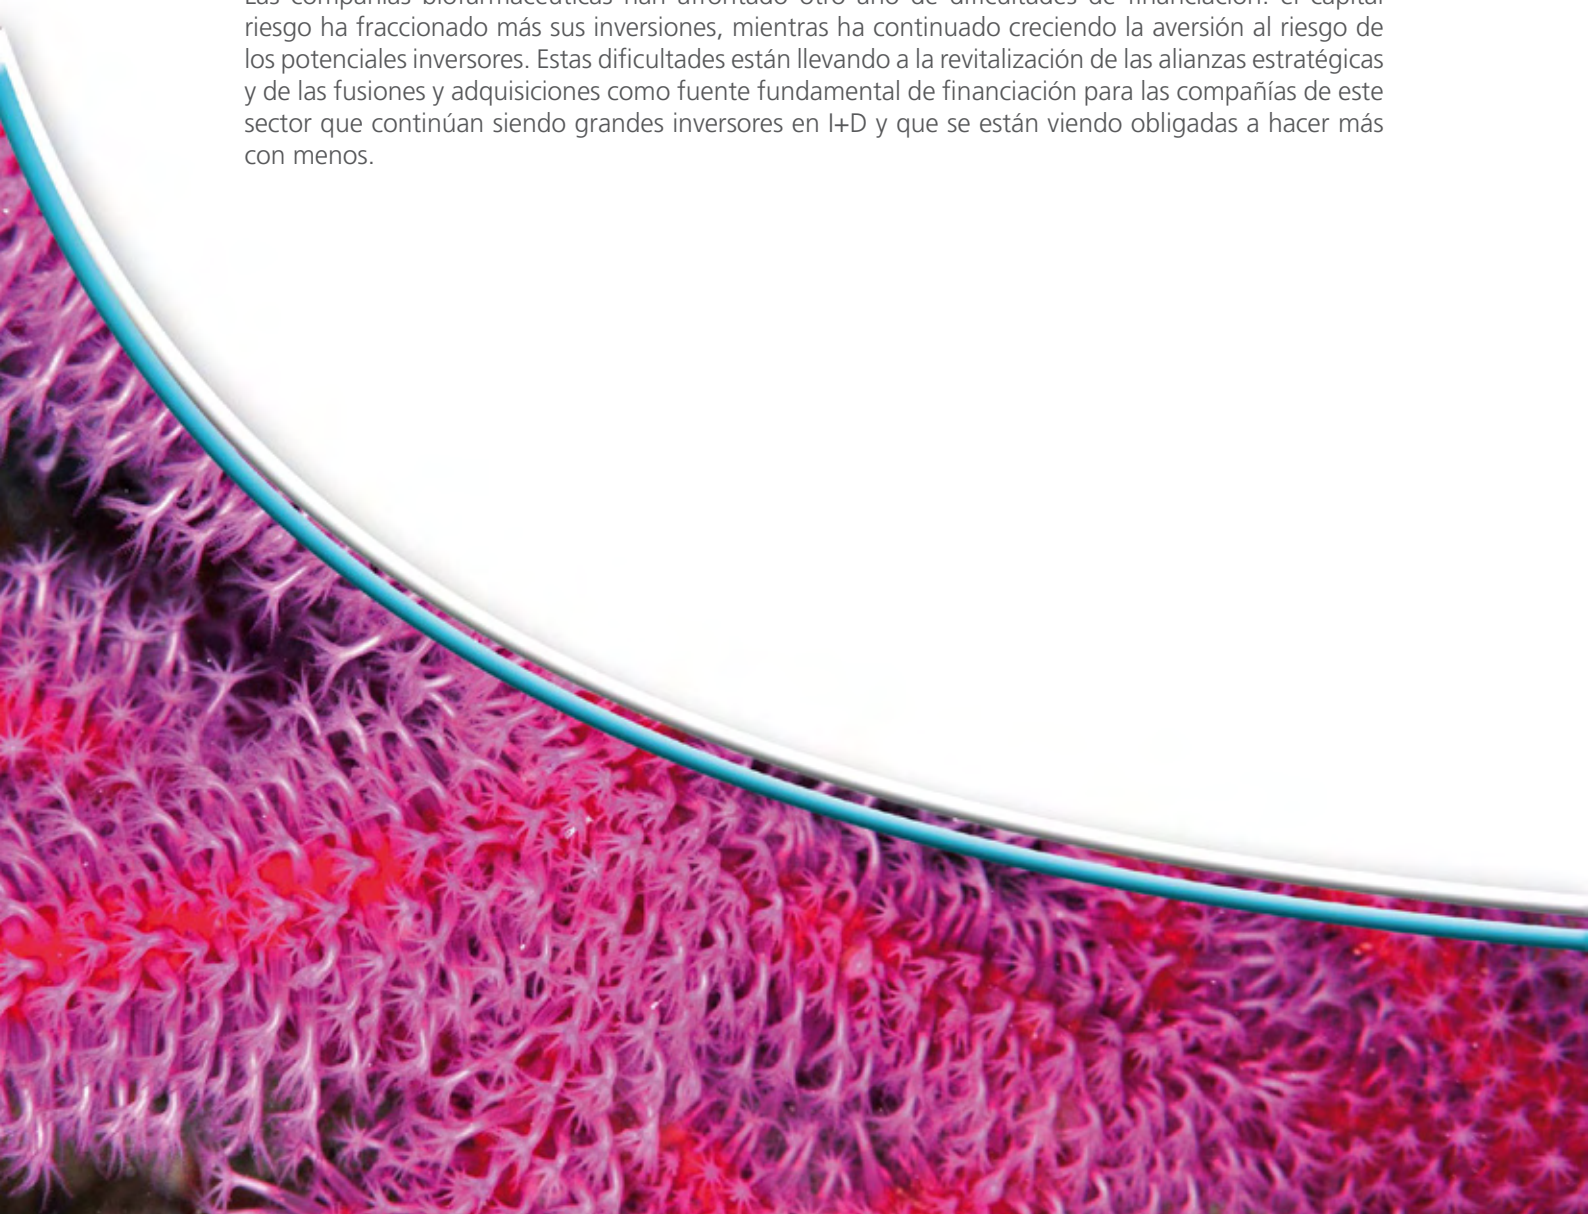 Las compañías biofarmacéuticas han afrontado otro año de dificultades de financiación: el capital
riesgo ha fraccionado más sus inversiones, mientras ha continuado creciendo la aversión al riesgo de
los potenciales inversores. Estas dificultades están llevando a la revitalización de las alianzas estratégicas
y de las fusiones y adquisiciones como fuente fundamental de financiación para las compañías de este
sector que continúan siendo grandes inversores en I+D y que se están viendo obligadas a hacer más
con menos.